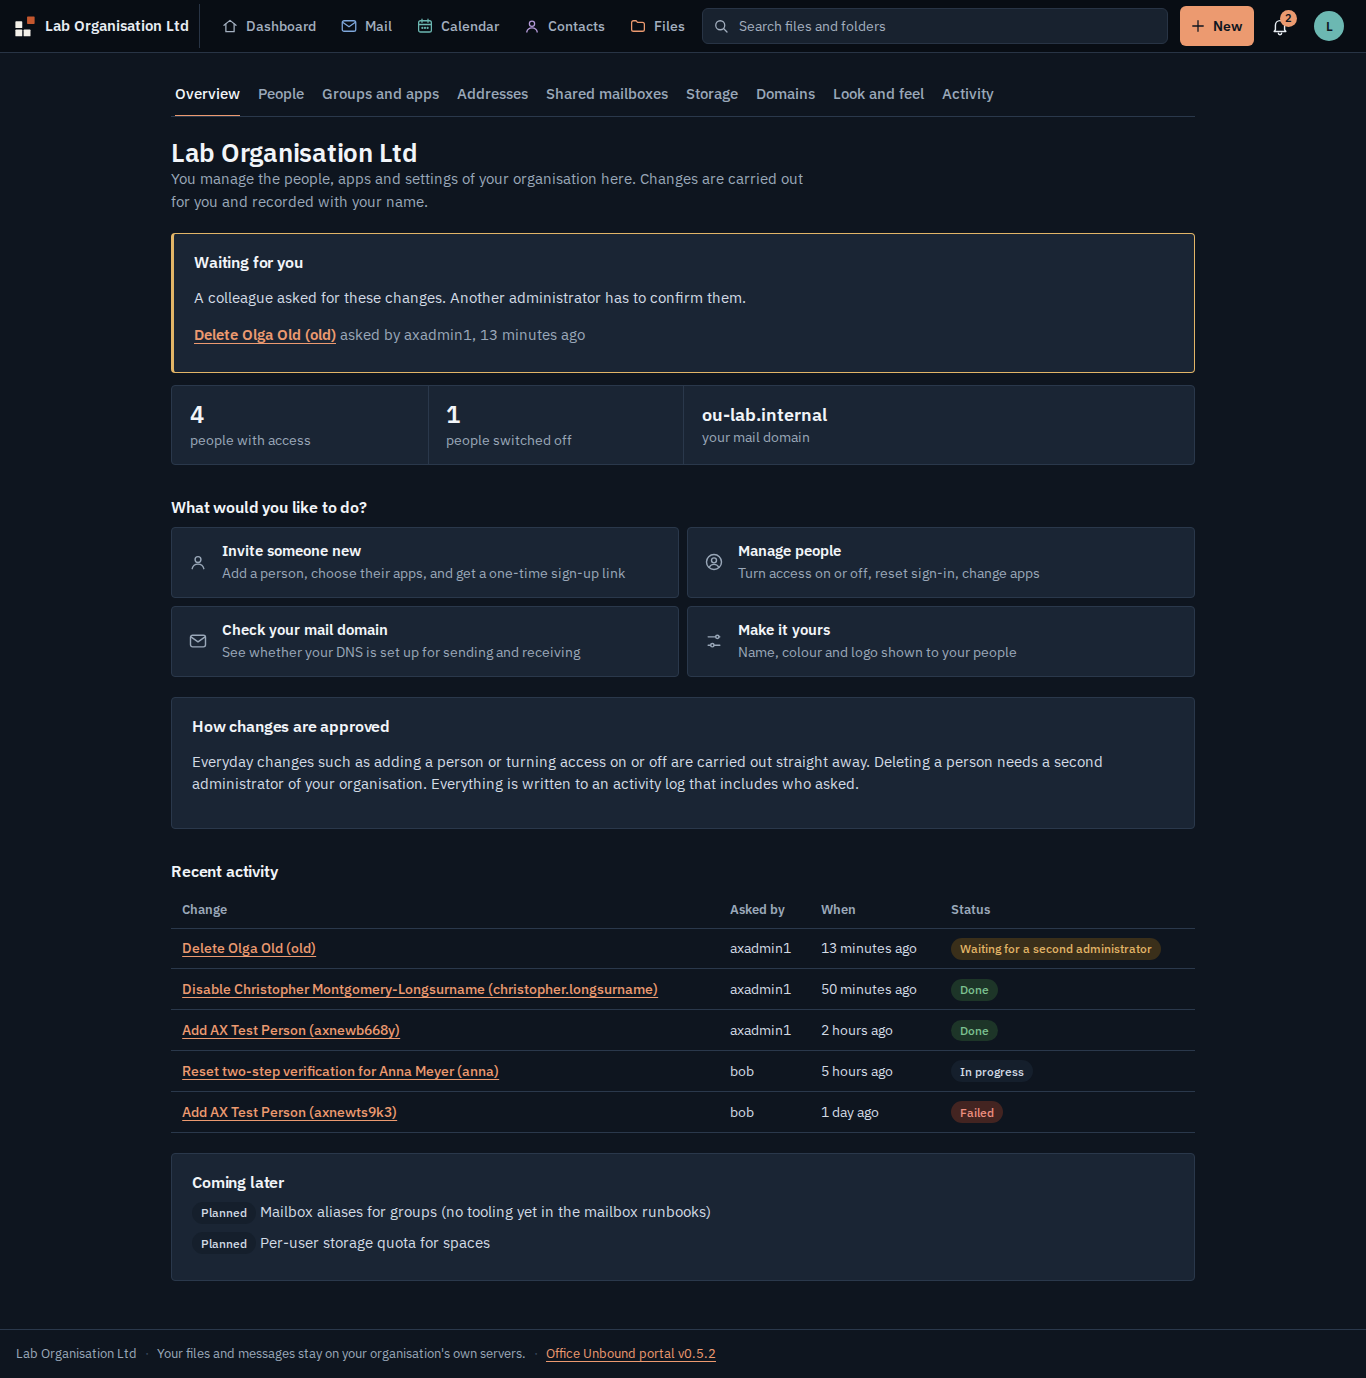 Lab Organisation Ltd Dashboard Mail Calendar Contacts Files Search files and folders New 2 L
Overview People Groups and apps Addresses Shared mailboxes Storage Domains Look and feel Activity
Lab Organisation Ltd
You manage the people, apps and settings of your organisation here. Changes are carried out
for you and recorded with your name.
Waiting for you
A colleague asked for these changes. Another administrator has to confirm them.
Delete Olga Old (old) asked by axadmin1, 13 minutes ago
4 1 ou-lab.internal
people with access people switched off your mail domain
What would you like to do?
Invite someone new
Add a person, choose their apps, and get a one-time sign-up link
Manage people
Turn access on or off, reset sign-in, change apps
Check your mail domain
See whether your DNS is set up for sending and receiving
Make it yours
Name, colour and logo shown to your people
How changes are approved
Everyday changes such as adding a person or turning access on or off are carried out straight away. Deleting a person needs a second
administrator of your organisation. Everything is written to an activity log that includes who asked.
Recent activity
Change Asked by When Status
Delete Olga Old (old) axadmin1 13 minutes ago Waiting for a second administrator
Disable Christopher Montgomery-Longsurname (christopher.longsurname) axadmin1 50 minutes ago Done
Add AX Test Person (axnewb668y) axadmin1 2 hours ago Done
Reset two-step verification for Anna Meyer (anna) bob 5 hours ago In progress
Add AX Test Person (axnewts9k3) bob 1 day ago Failed
Coming later
Planned Mailbox aliases for groups (no tooling yet in the mailbox runbooks)
Planned Per-user storage quota for spaces
Lab Organisation Ltd · Your files and messages stay on your organisation's own servers. · Office Unbound portal v0.5.2